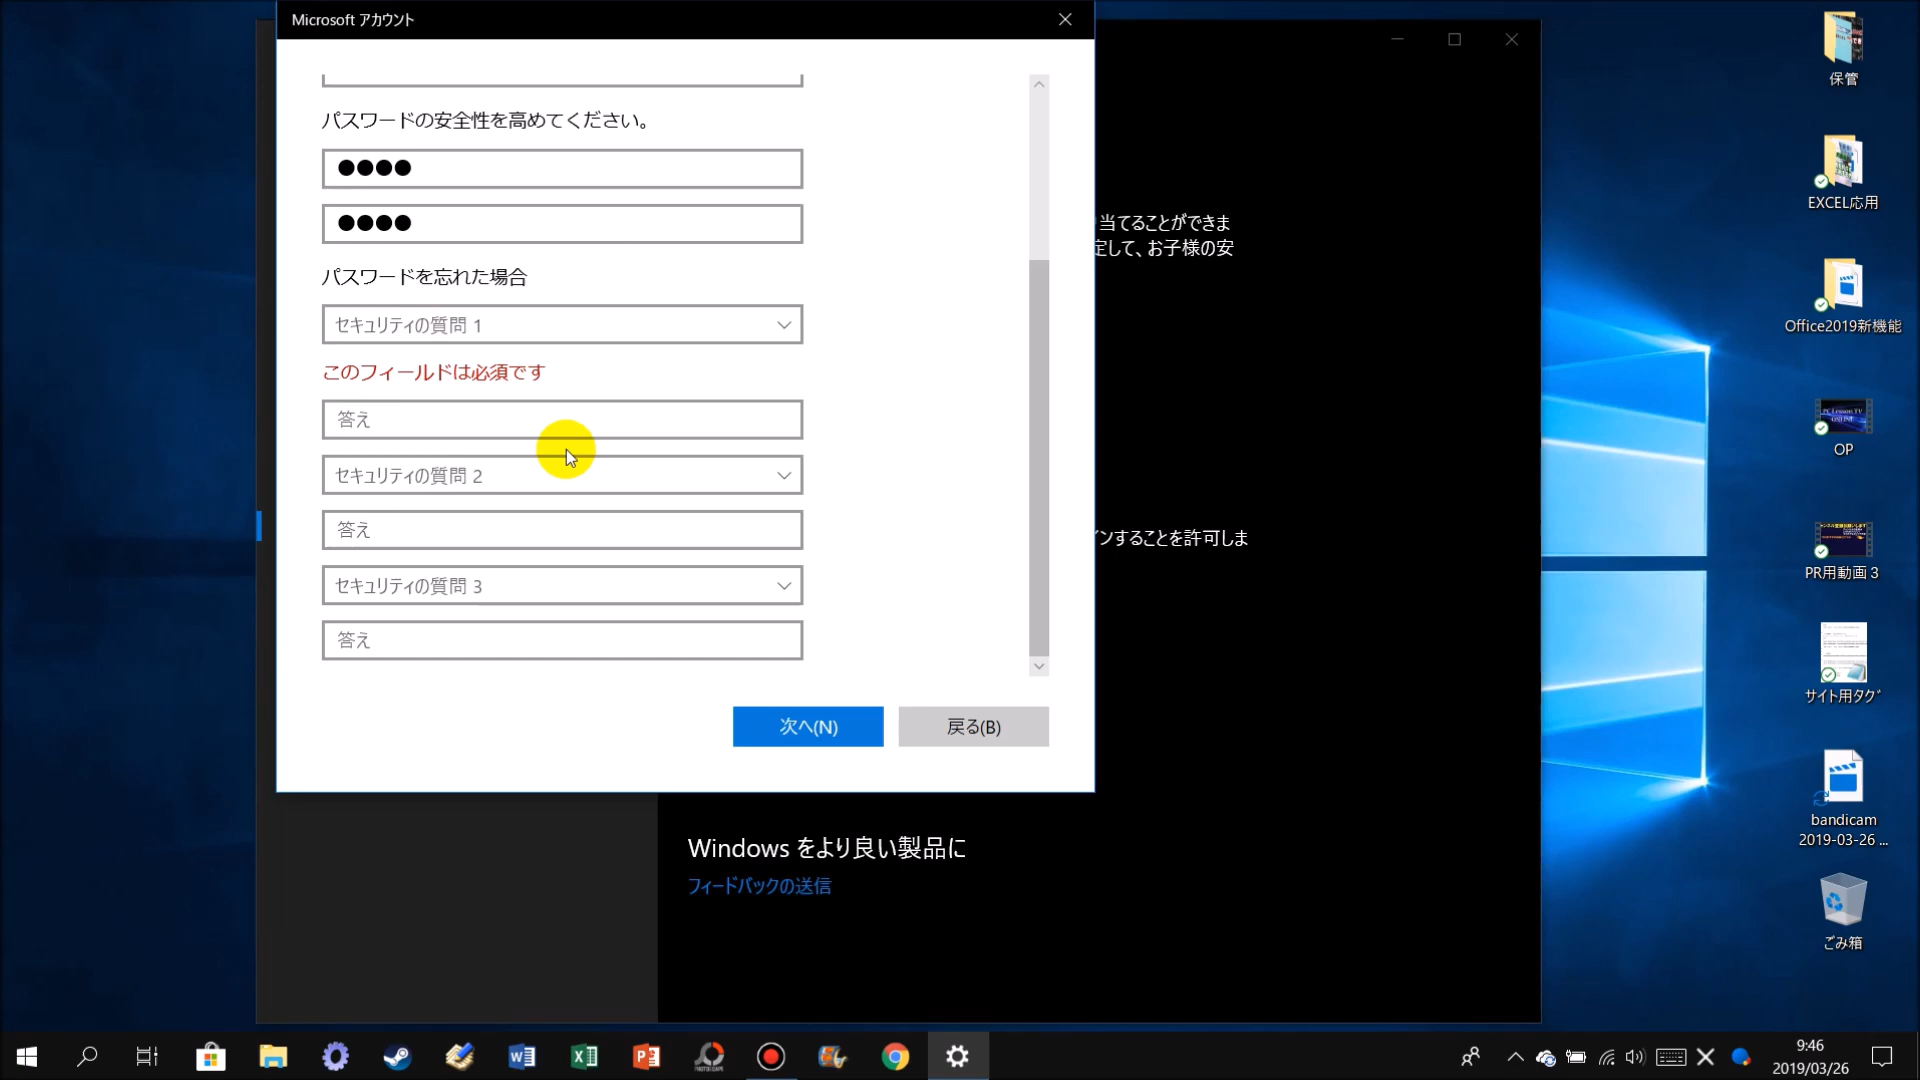 Microsoft アカウント
パスワードの安全性を高めてください。
●●●●
●●●●
パスワードを忘れた場合
セキュリティの質問 1
このフィールドは必須です
答え
セキュリティの質問 2
答え
セキュリティの質問 3
答え
次へ(N)
戻る(B)
当てることができま
定して、お子様の安
インすることを許可しま
Windows をより良い製品に
フィードバックの送信
保管
EXCEL応用
Office2019新機能
PC Lesson TV
ONLINE
OP
PR用動画３
サイト用タグ
bandicam
2019-03-26 ...
ごみ箱
9:46
2019/03/26